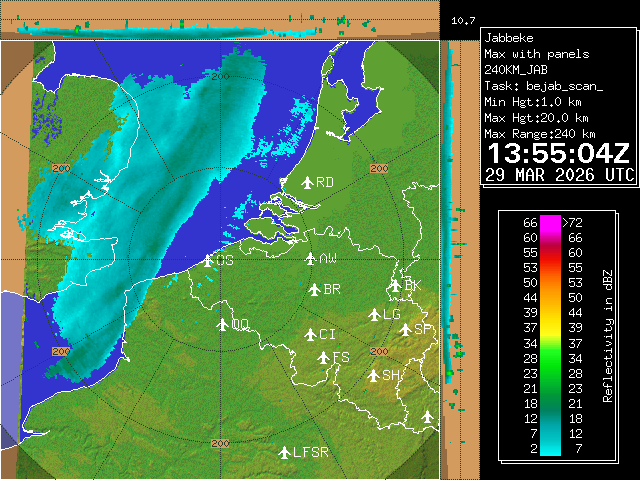 10.7
Jabbeke
Max with panels
240KM_JAB
Task: bejab_scan_
Min Hgt:1.0 km
Max Hgt:20.0 km
Max Range:240 km
13:55:04Z
29 MAR 2026 UTC
200
200
200
RD
OS
AW
BR
BK
LG
QQ
CI
SP
FS
200
SH
200
LFSR
66 >72
60 66
55 60
53 55
50 53
44 50
39 44
37 39
34 37
28 34
23 28
21 23
18 21
12 18
7 12
2 7
Reflectivity in dBZ